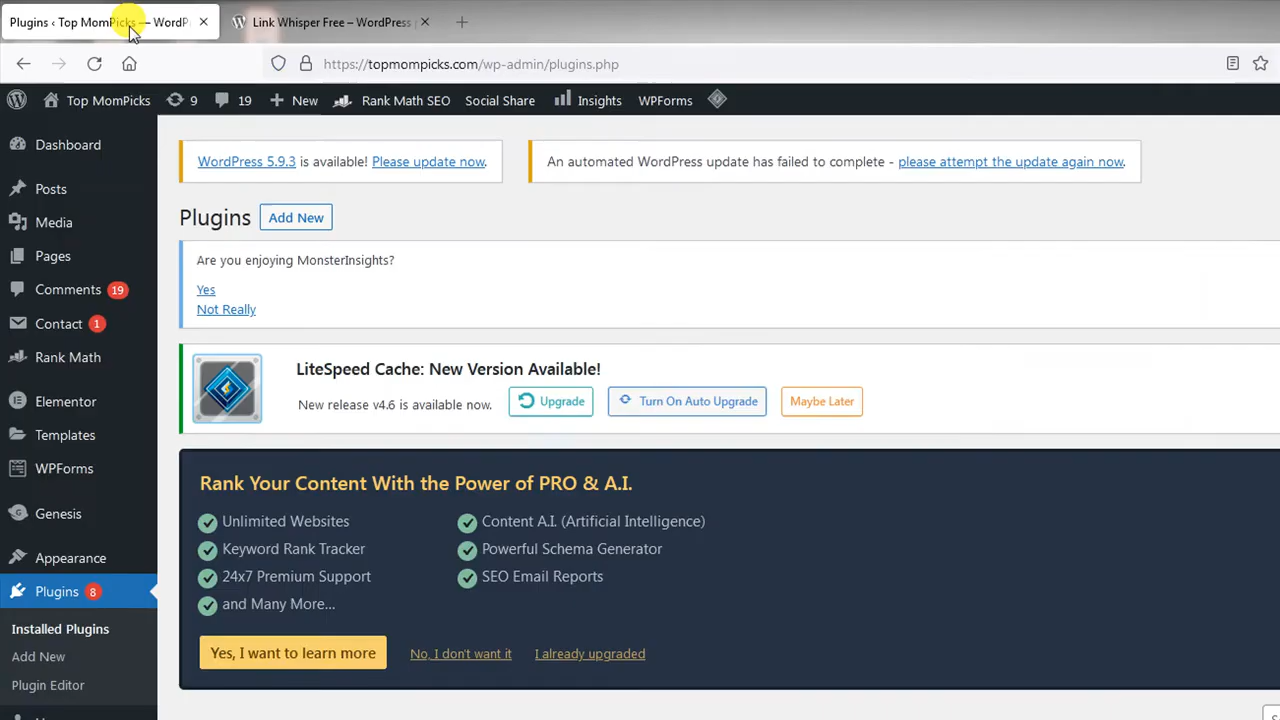 Plugins ‹ Top MomPicks — WordP
Link Whisper Free – WordPress
https://topmompicks.com/wp-admin/plugins.php
Top MomPicks 9 19 New Rank Math SEO Social Share Insights WPForms
Dashboard
Posts
Media
Pages
Comments 19
Contact 1
Rank Math
Elementor
Templates
WPForms
Genesis
Appearance
Plugins 8
Installed Plugins
Add New
Plugin Editor
WordPress 5.9.3 is available! Please update now.
An automated WordPress update has failed to complete - please attempt the update again now.
Plugins Add New
Are you enjoying MonsterInsights?
Yes
Not Really
LiteSpeed Cache: New Version Available!
New release v4.6 is available now. Upgrade Turn On Auto Upgrade Maybe Later
Rank Your Content With the Power of PRO & A.I.
Unlimited Websites
Keyword Rank Tracker
24x7 Premium Support
and Many More...
Content A.I. (Artificial Intelligence)
Powerful Schema Generator
SEO Email Reports
Yes, I want to learn more No, I don't want it I already upgraded